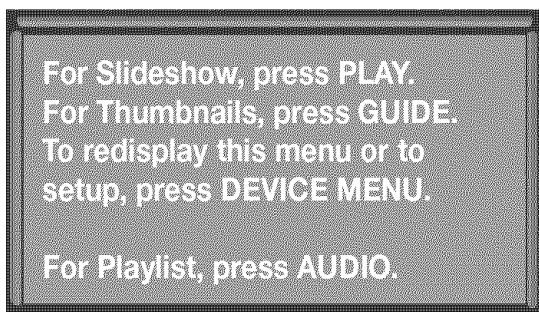 For Slideshow, press PLAY.
For Thumbnails, press GUIDE.
To redisplay this menu or to
setup, press DEVICE MENU.
For Playlist, press AUDIO.